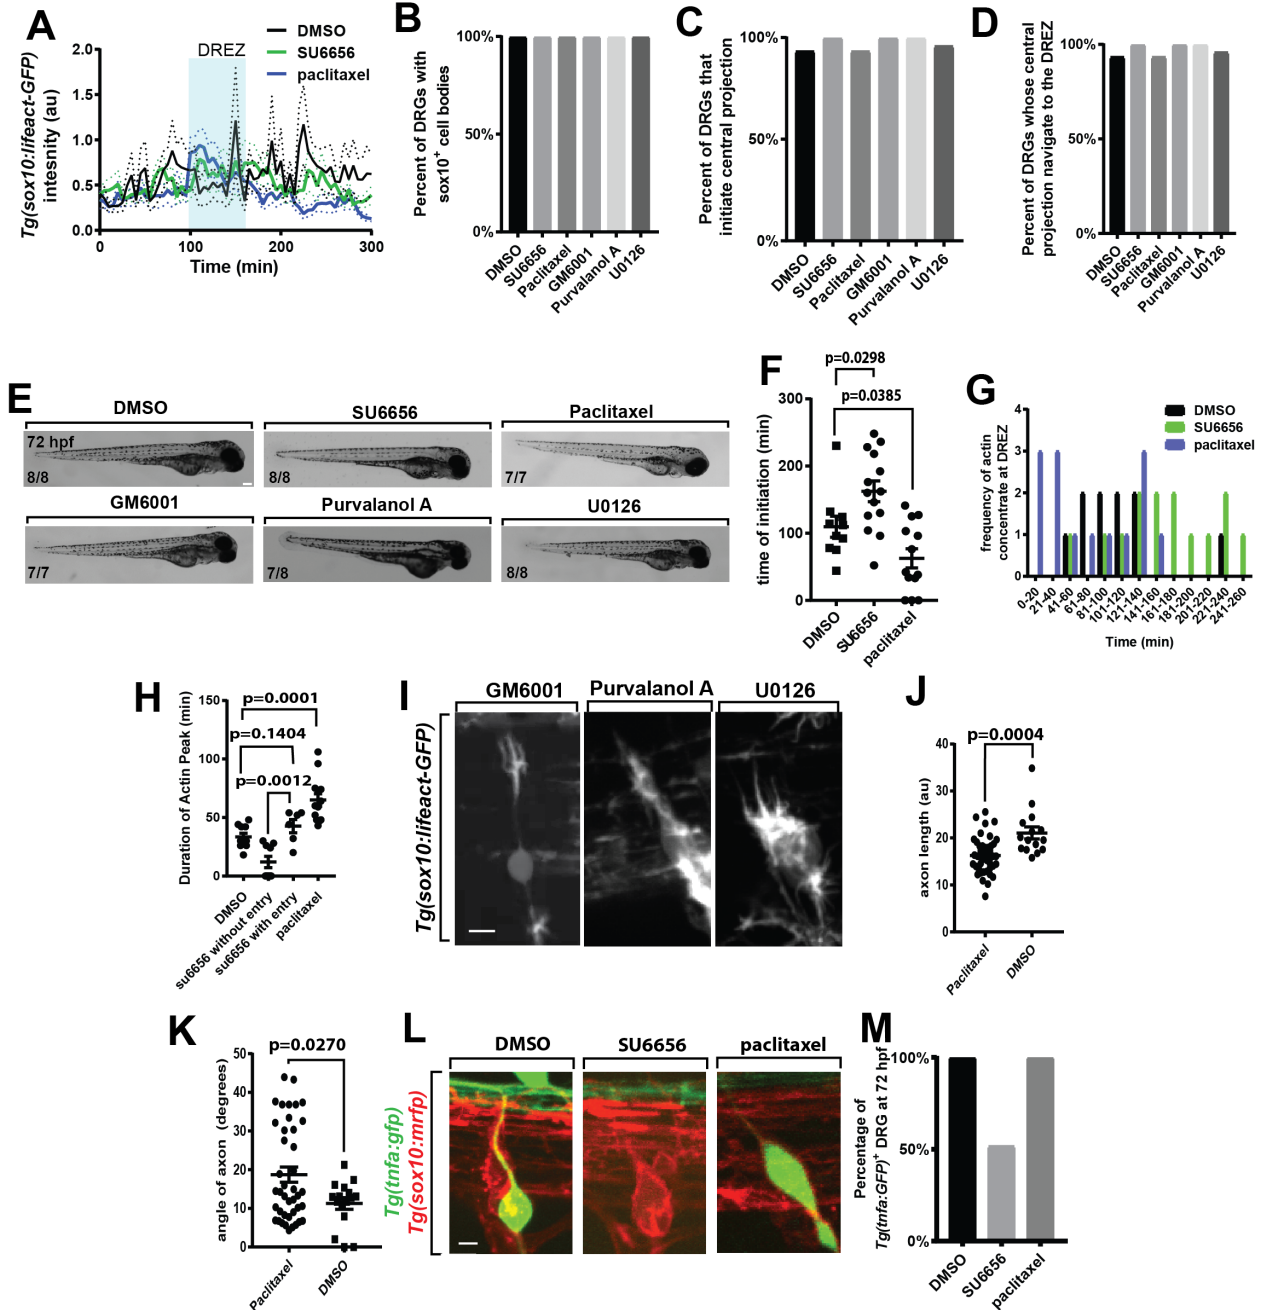 A
DREZ
DMSO
SU6656
paclitaxel
Tg(sox10:lifeact-GFP)
intesnity (au)
2.0
1.5
1.0
0.5
0.0
0
100
200
300
Time (min)
B
Percent of DRGs with
sox10+ cell bodies
100%
50%
0%
DMSO
SU6656
Paclitaxel
GM6001
Purvalanol A
U0126
C
Percent of DRGs that
initiate central projection
100%
50%
0%
DMSO
SU6656
Paclitaxel
GM6001
Purvalanol A
U0126
D
Percent of DRGs whose central
projection navigate to the DREZ
100%
50%
0%
DMSO
SU6656
Paclitaxel
GM6001
Purvalanol A
U0126
E
DMSO
SU6656
Paclitaxel
72 hpf
8/8
8/8
7/7
GM6001
Purvalanol A
U0126
7/7
7/8
8/8
F
p=0.0298
p=0.0385
time of initiation (min)
300
200
100
0
DMSO
SU6656
paclitaxel
G
DMSO
SU6656
paclitaxel
frequency of actin
concentrate at DREZ
4
3
2
1
0
0-20
21-40
41-60
61-80
81-100
101-120
121-140
141-160
161-180
181-200
201-220
221-240
241-260
Time (min)
H
Duration of Actin Peak (min)
150
100
50
0
p=0.0001
p=0.1404
p=0.0012
DMSO
su6656 without entry
su6656 with entry
paclitaxel
I
GM6001
Purvalanol A
U0126
Tg(sox10:lifeact-GFP)
J
p=0.0004
axon length (au)
40
30
20
10
0
Paclitaxel
DMSO
K
p=0.0270
angle of axon (degrees)
50
40
30
20
10
0
Paclitaxel
DMSO
L
DMSO
SU6656
paclitaxel
Tg(tnfa:gfp)
Tg(sox10:mrfp)
M
Percentage of
Tg(tnfa:GFP)+ DRG at 72 hpf
100%
50%
0%
DMSO
SU6656
paclitaxel